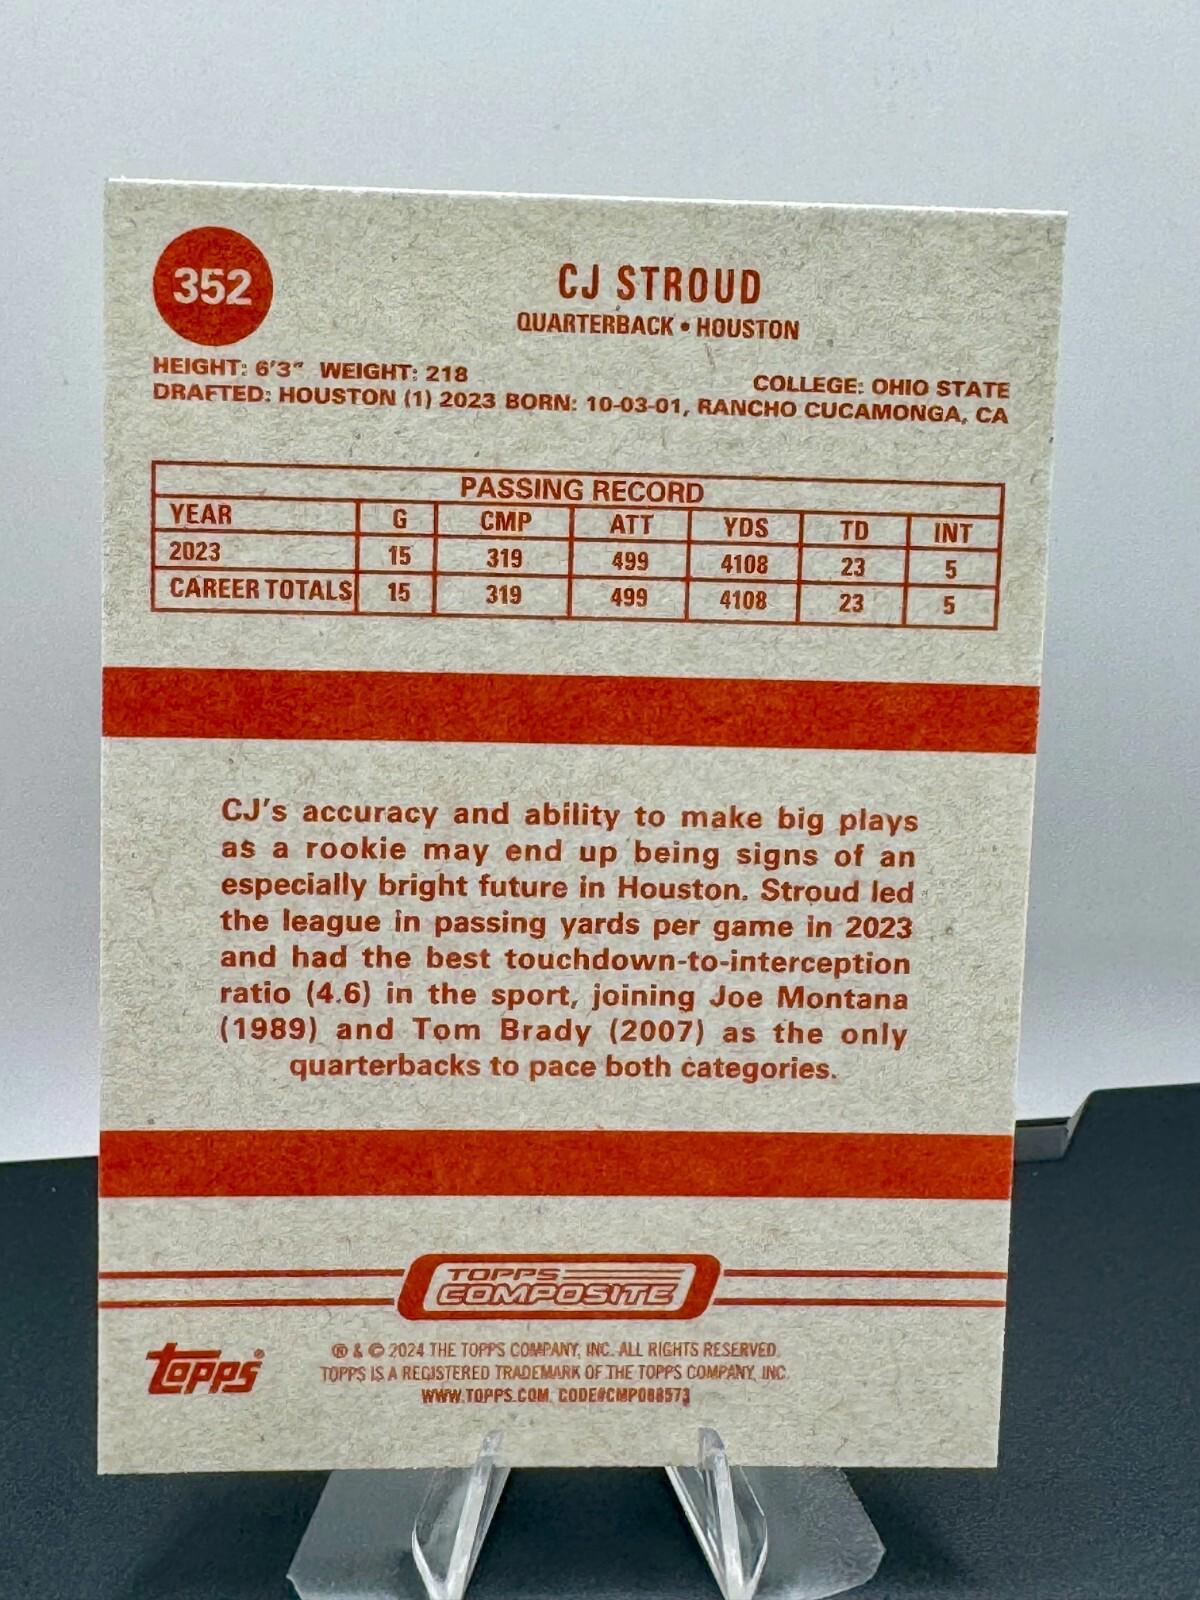 352
CJ STROUD
QUARTERBACK • HOUSTON
HEIGHT: 6'3" WEIGHT: 218
COLLEGE: OHIO STATE
DRAFTED: HOUSTON (1) 2023 BORN: 10-03-01, RANCHO CUCAMONGA, CA
PASSING RECORD
YEAR G CMP ATT YDS TD INT
2023 15 319 499 4108 23 5
CAREER TOTALS 15 319 499 4108 23 5
CJ's accuracy and ability to make big plays
as a rookie may end up being signs of an
especially bright future in Houston. Stroud led
the league in passing yards per game in 2023
and had the best touchdown-to-interception
ratio (4.6) in the sport, joining Joe Montana
(1989) and Tom Brady (2007) as the only
quarterbacks to pace both categories.
TOPPS
COMPOSITE
topps®
® & © 2024 THE TOPPS COMPANY, INC. ALL RIGHTS RESERVED.
TOPPS IS A REGISTERED TRADEMARK OF THE TOPPS COMPANY, INC.
WWW.TOPPS.COM. CODE#CMP088573